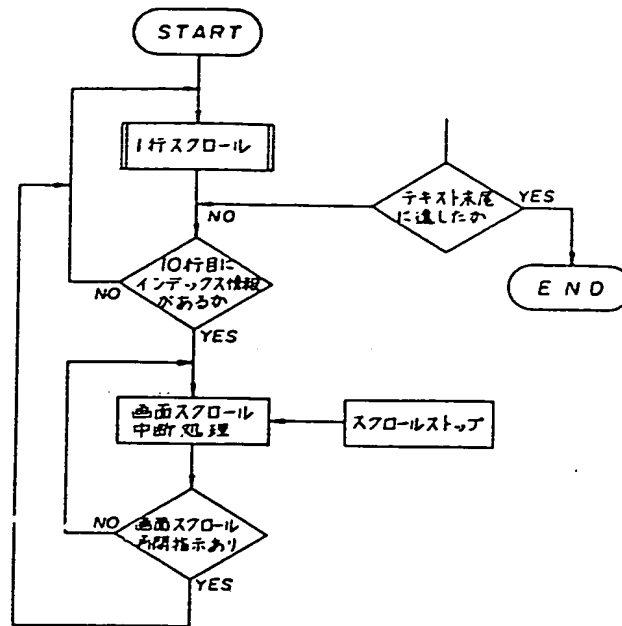 START
1行スクロール
テキスト末尾
に達したか
YES
NO
10行目に
インデックス情報
があるか
NO
END
YES
画面スクロール
中断処理
スクロールストップ
NO
画面スクロール
再開指示あり
YES